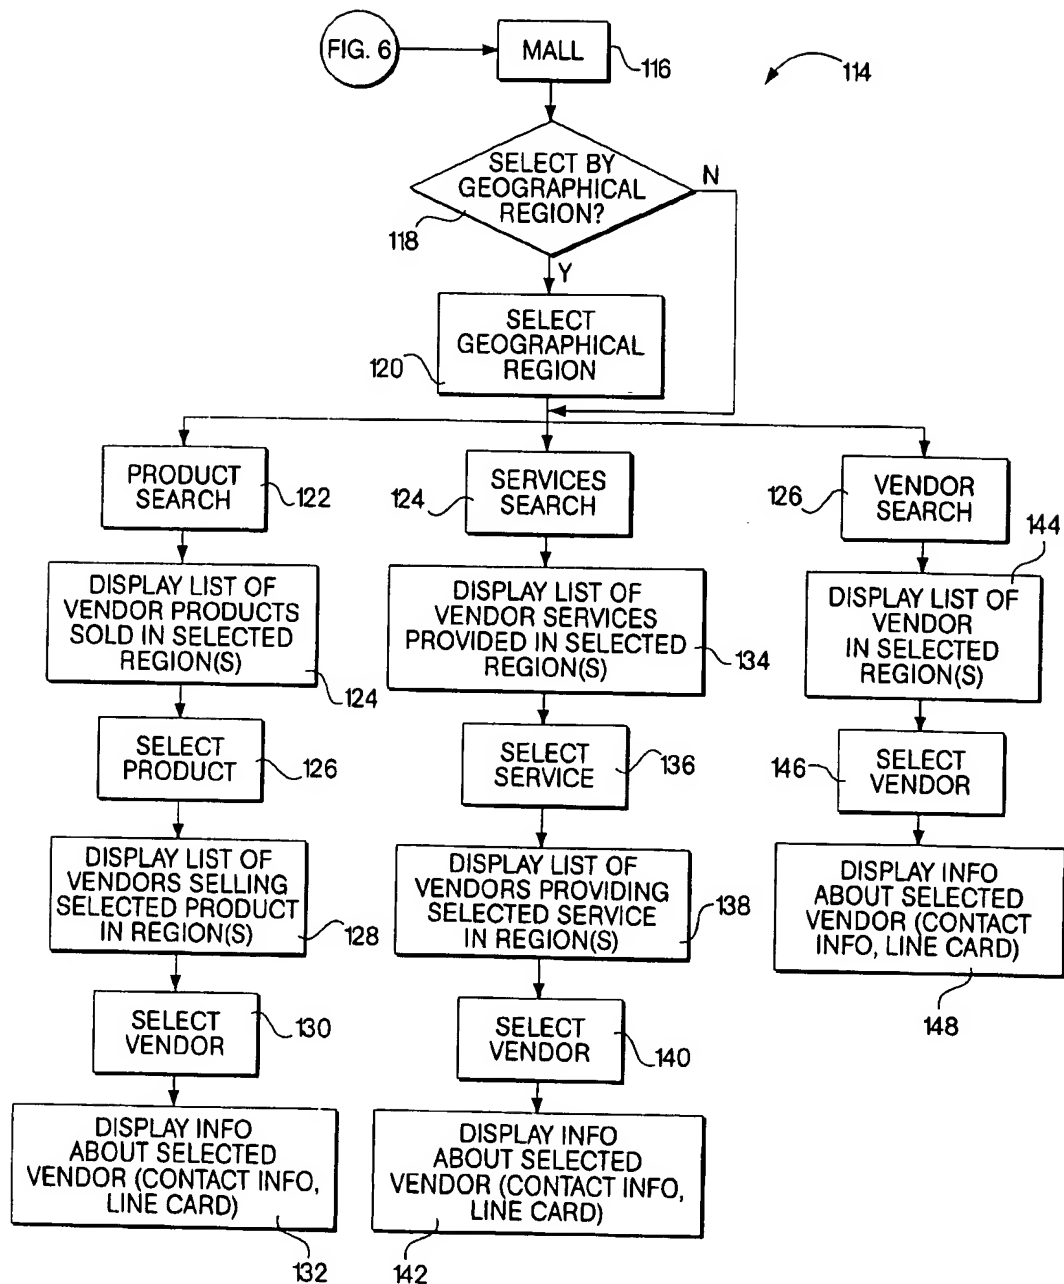 FIG. 6
MALL
116
114
SELECT BY
GEOGRAPHICAL
REGION?
N
118
Y
SELECT
GEOGRAPHICAL
REGION
120
PRODUCT
SEARCH
122
124
SERVICES
SEARCH
126
VENDOR
SEARCH
144
DISPLAY LIST OF
VENDOR PRODUCTS
SOLD IN SELECTED
REGION(S)
124
DISPLAY LIST OF
VENDOR SERVICES
PROVIDED IN SELECTED
REGION(S)
134
DISPLAY LIST OF
VENDOR
IN SELECTED
REGION(S)
SELECT
PRODUCT
126
SELECT
SERVICE
136
146
SELECT
VENDOR
DISPLAY LIST OF
VENDORS SELLING
SELECTED PRODUCT
IN REGION(S)
128
DISPLAY LIST OF
VENDORS PROVIDING
SELECTED SERVICE
IN REGION(S)
138
DISPLAY INFO
ABOUT SELECTED
VENDOR (CONTACT
INFO, LINE CARD)
148
SELECT
VENDOR
130
SELECT
VENDOR
140
DISPLAY INFO
ABOUT SELECTED
VENDOR (CONTACT INFO,
LINE CARD)
132
DISPLAY INFO
ABOUT SELECTED
VENDOR (CONTACT INFO,
LINE CARD)
142